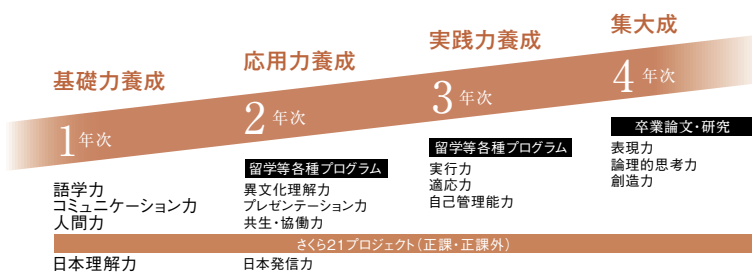 基礎力養成
1年次
語学力
コミュニケーション力
人間力
応用力養成
2年次
留学等各種プログラム
異文化理解力
プレゼンテーション力
共生・協働力
実践力養成
3年次
留学等各種プログラム
実行力
適応力
自己管理能力
集大成
4年次
卒業論文・研究
表現力
論理的思考力
創造力
さくら21プロジェクト(正課・正課外)
日本理解力
日本発信力